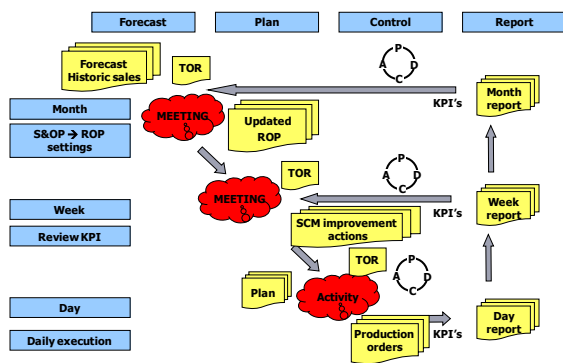 Forecast
Plan
Control
Report
Forecast
Historic sales
TOR
P
A D
C
KPI's
Month
report
Month
MEETING
Updated
ROP
S&OP → ROP
settings
TOR
P
A D
C
MEETING
KPI's
Week
report
Week
SCM improvement
actions
Review KPI
TOR
P
A D
C
Plan
Activity
Day
Production
orders
KPI's
Day
report
Daily execution